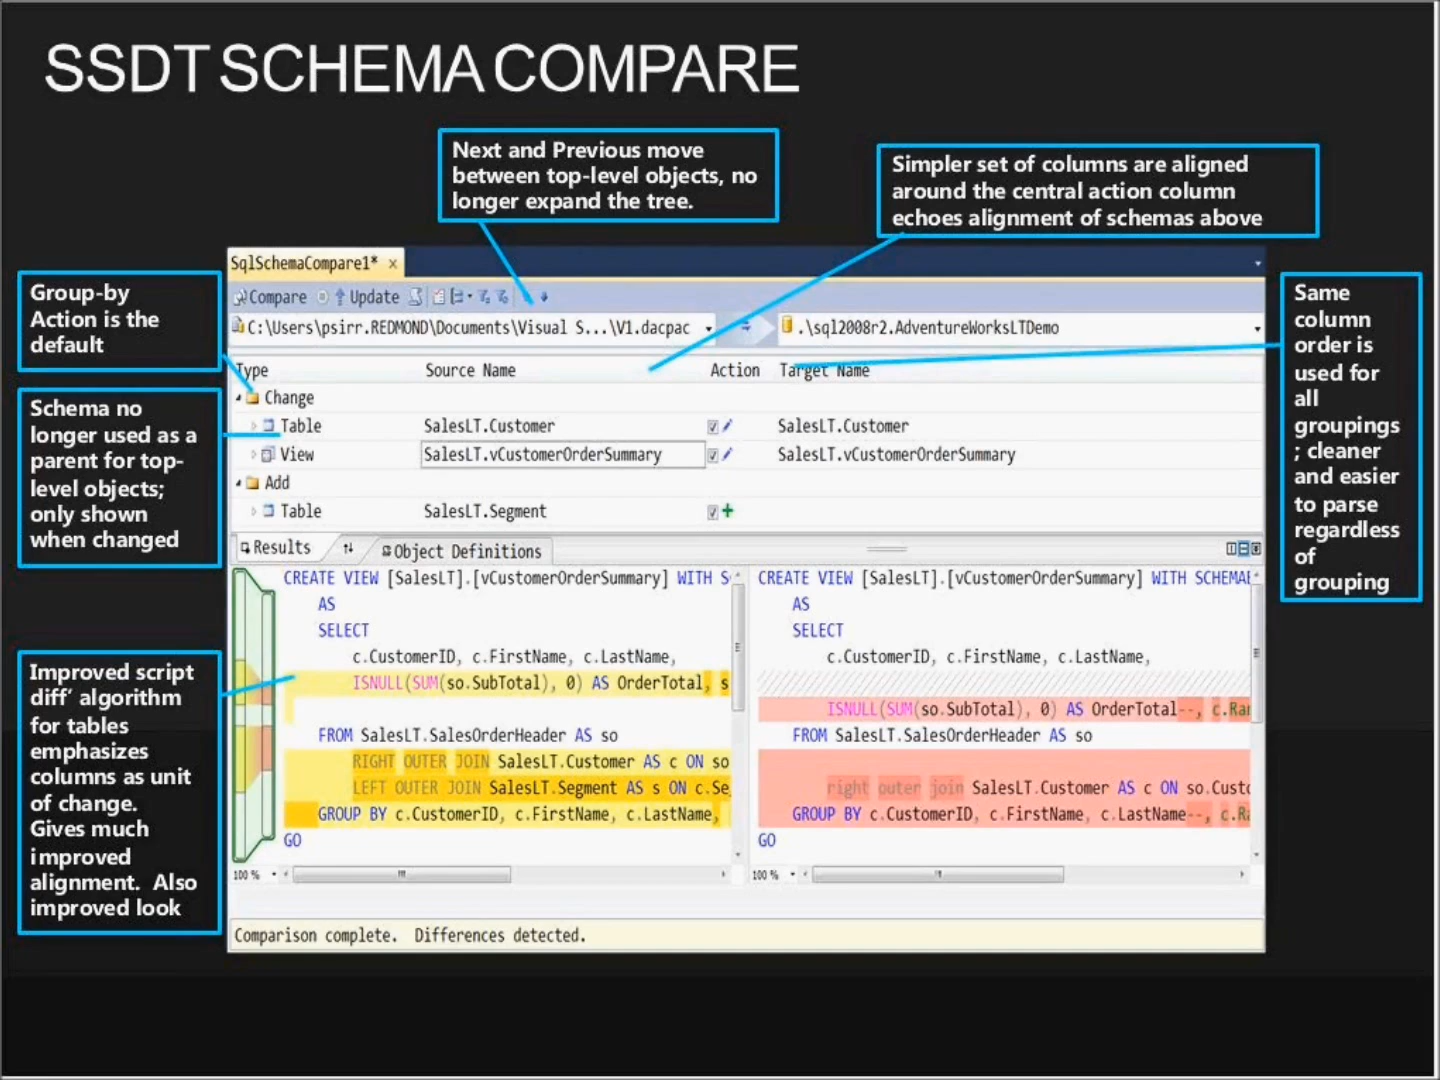 SSDT SCHEMA COMPARE
Next and Previous move
between top-level objects, no
longer expand the tree.
Simpler set of columns are aligned
around the central action column
echoes alignment of schemas above
Group-by
Action is the
default
Schema no
longer used as a
parent for top-
level objects;
only shown
when changed
Improved script
diff' algorithm
for tables
emphasizes
columns as unit
of change.
Gives much
improved
alignment.  Also
improved look
Same
column
order is
used for
all
groupings
; cleaner
and easier
to parse
regardless
of
grouping
SqlSchemaCompare1* ×
Compare Update
C:\Users\psirr.REDMOND\Documents\Visual S...\V1.dacpac
.\sql2008r2.AdventureWorksLTDemo
Type Source Name Action Target Name
Change
Table SalesLT.Customer SalesLT.Customer
View SalesLT.vCustomerOrderSummary SalesLT.vCustomerOrderSummary
Add
Table SalesLT.Segment
Results Object Definitions
CREATE VIEW [SalesLT].[vCustomerOrderSummary] WITH S
AS
SELECT
c.CustomerID, c.FirstName, c.LastName,
ISNULL(SUM(so.SubTotal), 0) AS OrderTotal, s
FROM SalesLT.SalesOrderHeader AS so
RIGHT OUTER JOIN SalesLT.Customer AS c ON so
LEFT OUTER JOIN SalesLT.Segment AS s ON c.Se
GROUP BY c.CustomerID, c.FirstName, c.LastName,
GO
100 %
CREATE VIEW [SalesLT].[vCustomerOrderSummary] WITH SCHEMAE
AS
SELECT
c.CustomerID, c.FirstName, c.LastName,
ISNULL(SUM(so.SubTotal), 0) AS OrderTotal--, c.Ran
FROM SalesLT.SalesOrderHeader AS so
right outer join SalesLT.Customer AS c ON so.Custo
GROUP BY c.CustomerID, c.FirstName, c.LastName--, c.Ra
GO
100 %
Comparison complete.  Differences detected.